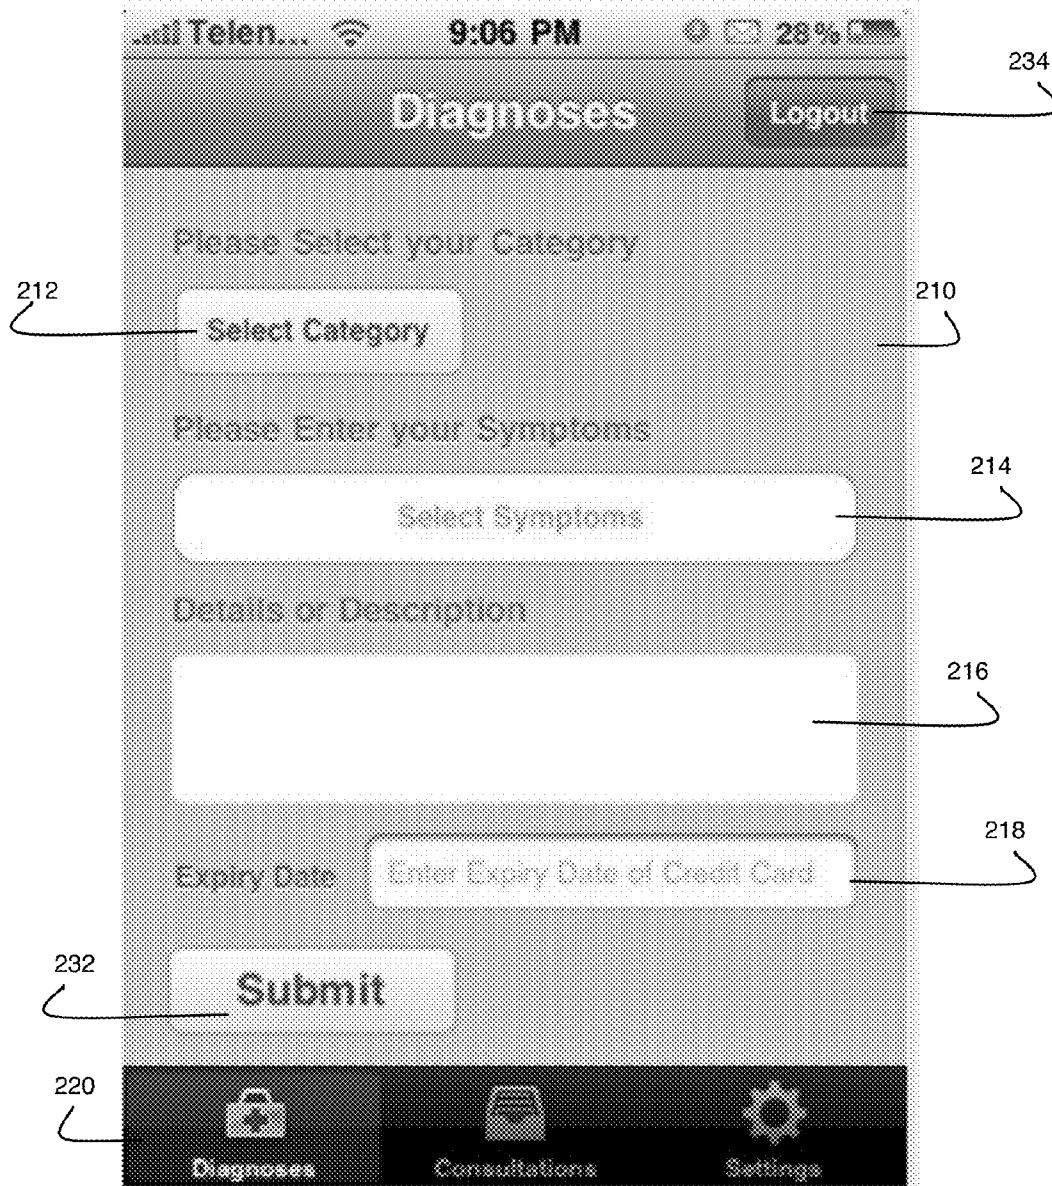 Telen... 9:06 PM 28%
234
Diagnoses Logout
Please Select your Category
212
210
Select Category
Please Enter your Symptoms
214
Select Symptoms
Details or Description
216
218
Expiry Date Enter Expiry Date of Credit Card
232
Submit
220
Diagnoses Consultations Settings